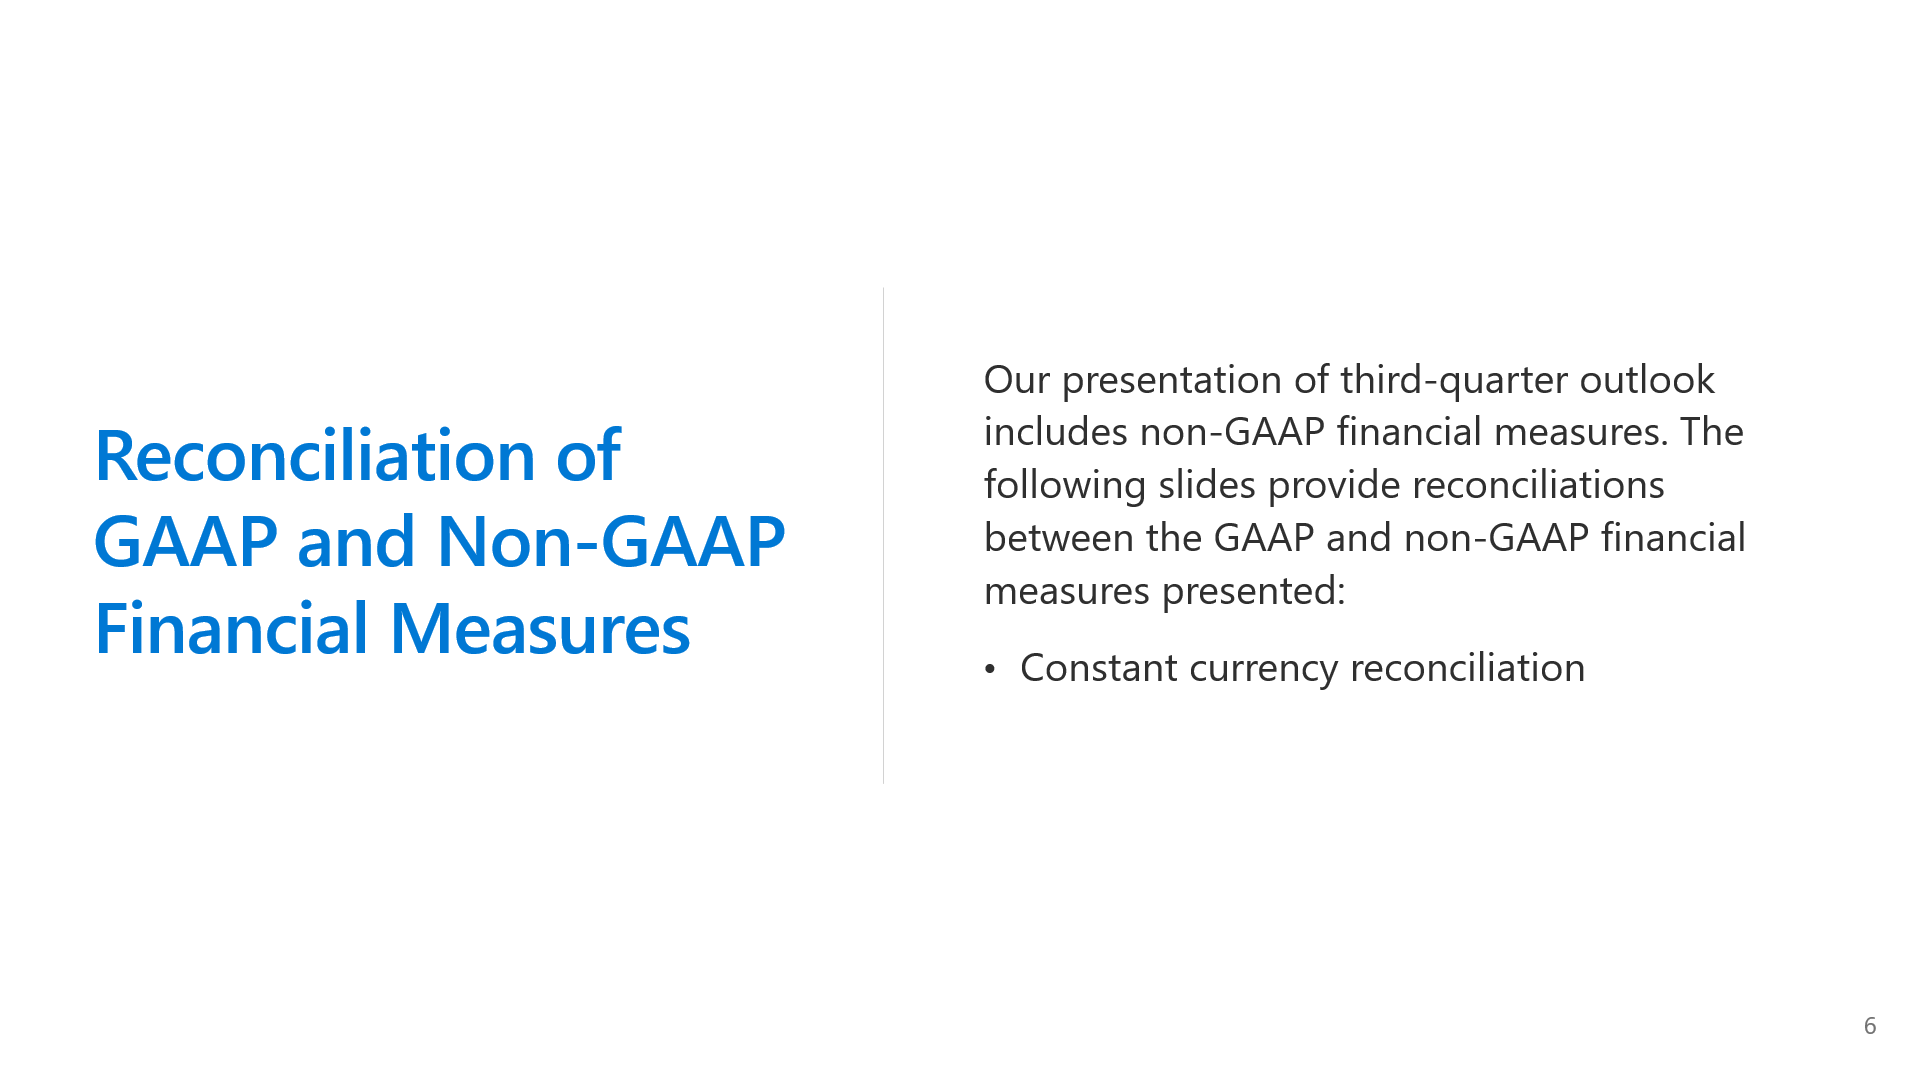 Reconciliation of
GAAP and Non-GAAP
Financial Measures
Our presentation of third-quarter outlook
includes non-GAAP financial measures. The
following slides provide reconciliations
between the GAAP and non-GAAP financial
measures presented:
• Constant currency reconciliation
6